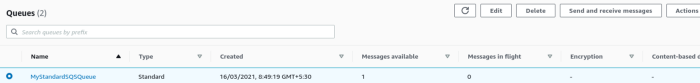 Queues (2)
Edit
Delete
Send and receive messages
Actions
Search queues by prefix
Name Type Created Messages available Messages in flight Encryption Content-based
MyStandardSQSQueue Standard 16/03/2021, 8:49:19 GMT+5:30 1 0 - -